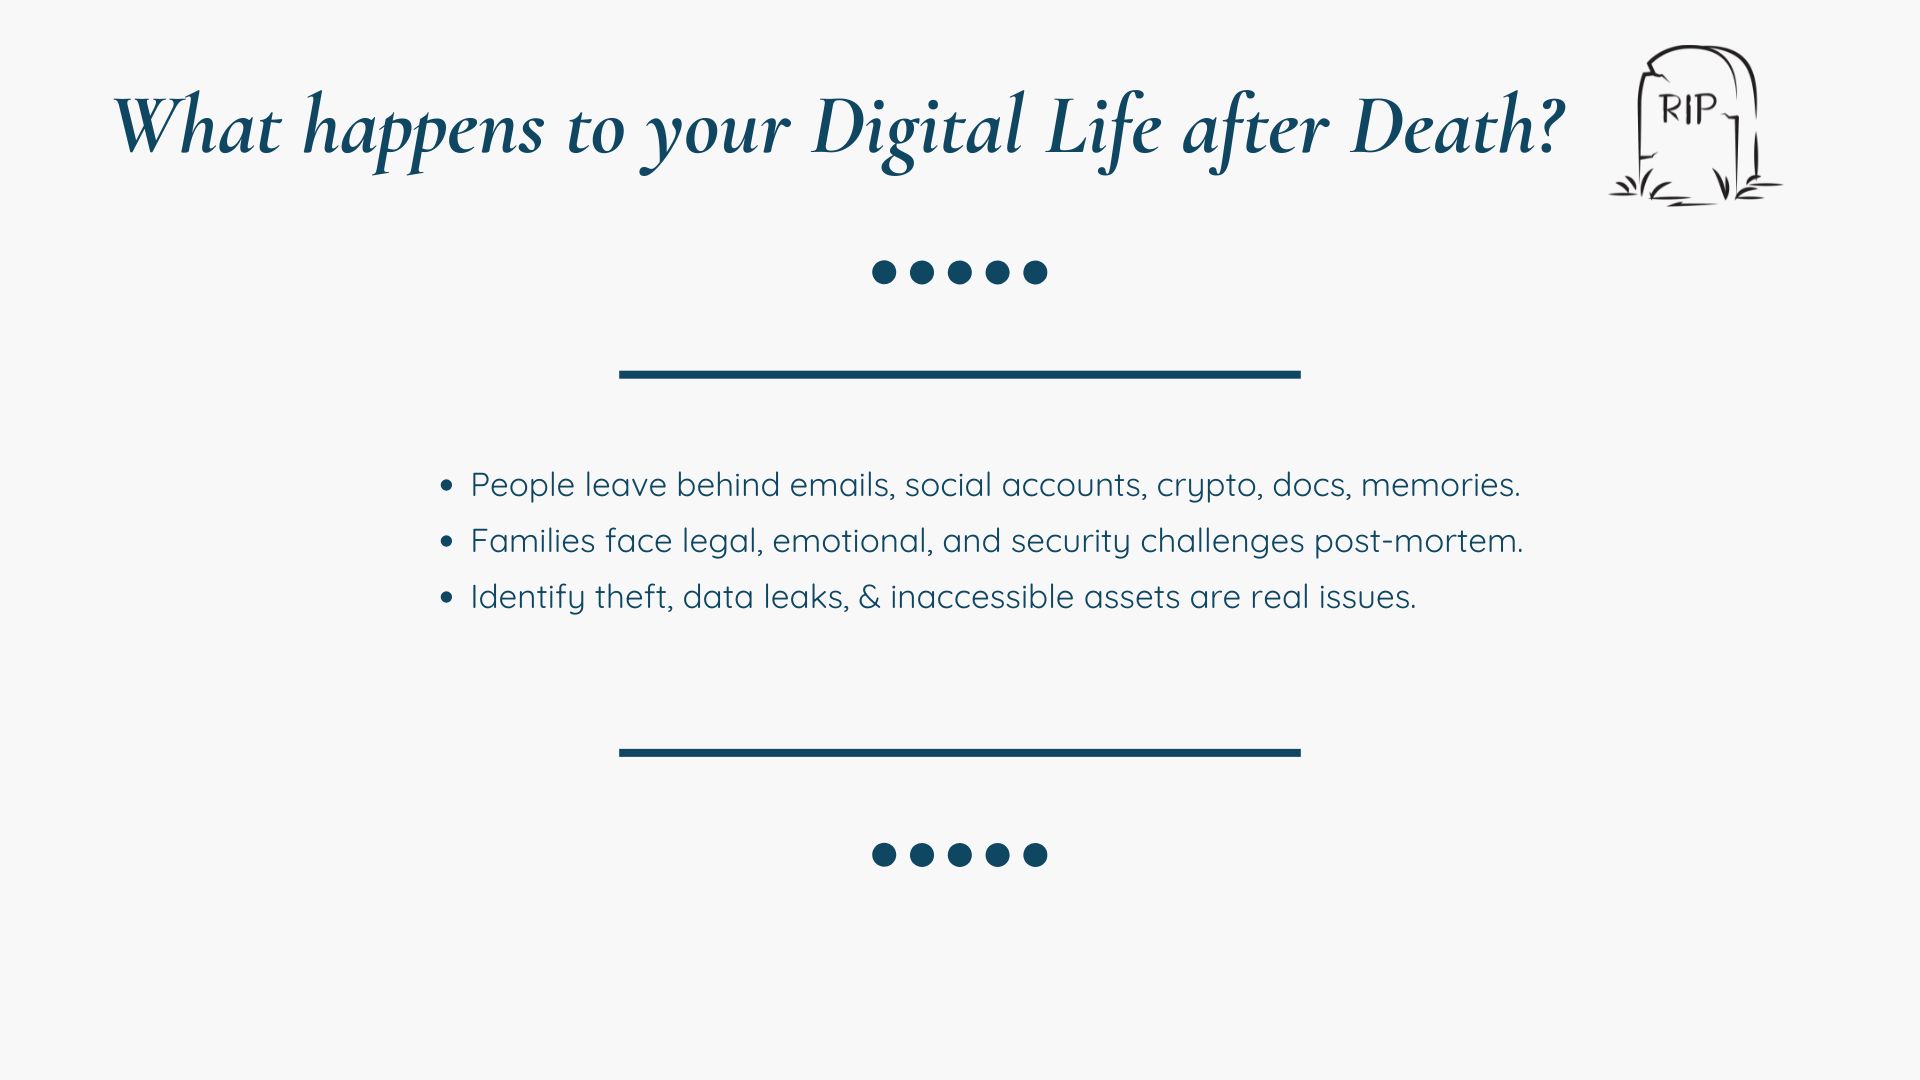 What happens to your Digital Life after Death?
RIP
• People leave behind emails, social accounts, crypto, docs, memories.
• Families face legal, emotional, and security challenges post-mortem.
• Identify theft, data leaks, & inaccessible assets are real issues.